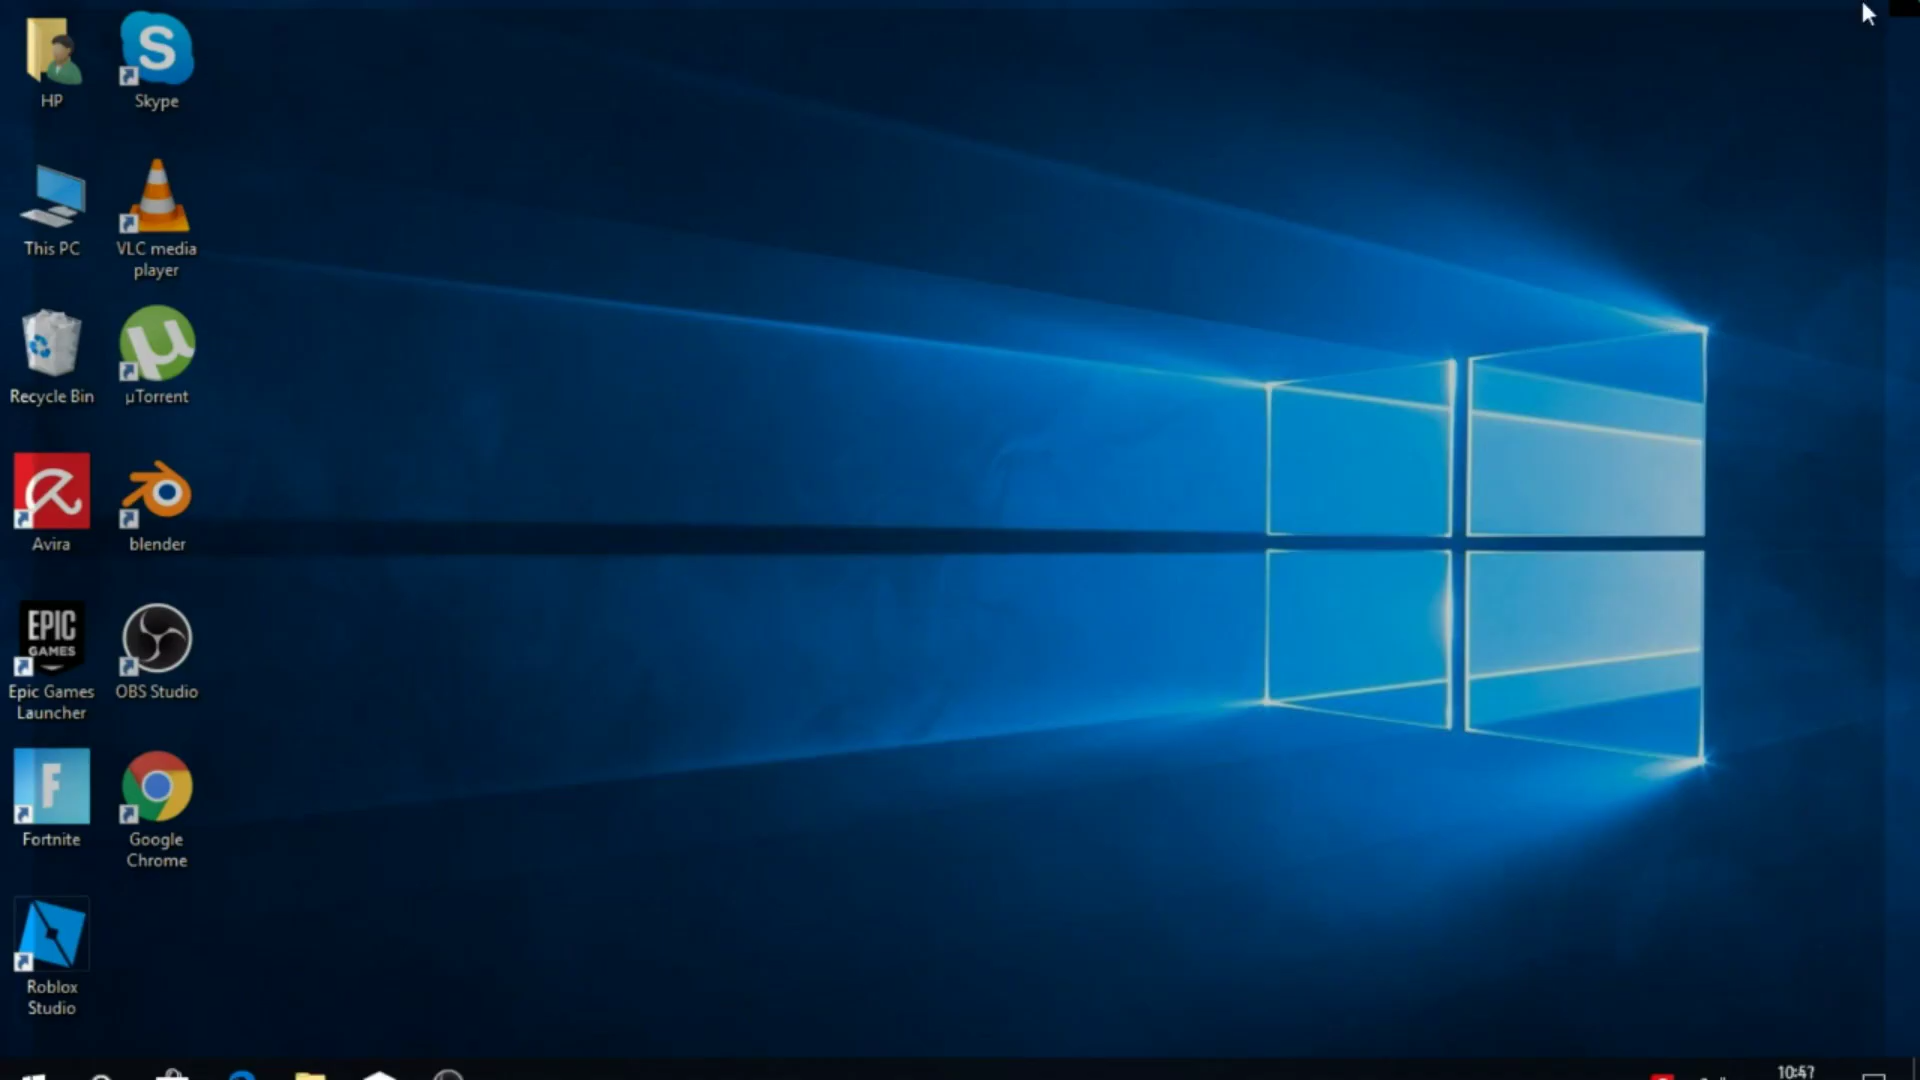 HP
Skype
This PC
VLC media
player
Recycle Bin
µTorrent
Avira
blender
EPIC
GAMES
Epic Games
Launcher
OBS Studio
F
Fortnite
Google
Chrome
Roblox
Studio
10:47